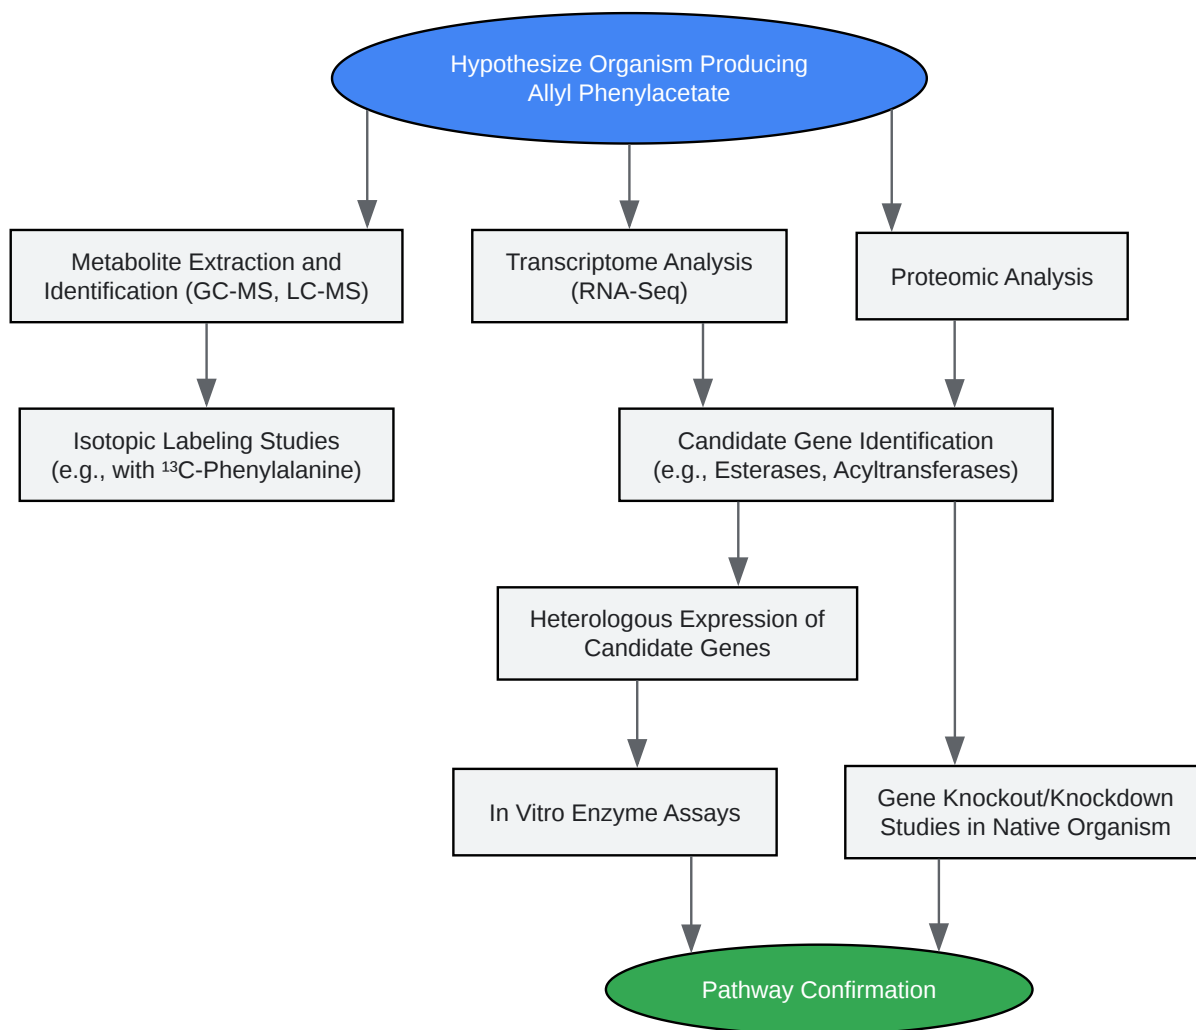 Hypothesize Organism Producing
Allyl Phenylacetate
Metabolite Extraction and
Identification (GC-MS, LC-MS)
Transcriptome Analysis
(RNA-Seq)
Proteomic Analysis
Isotopic Labeling Studies
(e.g., with ¹³C-Phenylalanine)
Candidate Gene Identification
(e.g., Esterases, Acyltransferases)
Heterologous Expression of
Candidate Genes
In Vitro Enzyme Assays
Gene Knockout/Knockdown
Studies in Native Organism
Pathway Confirmation